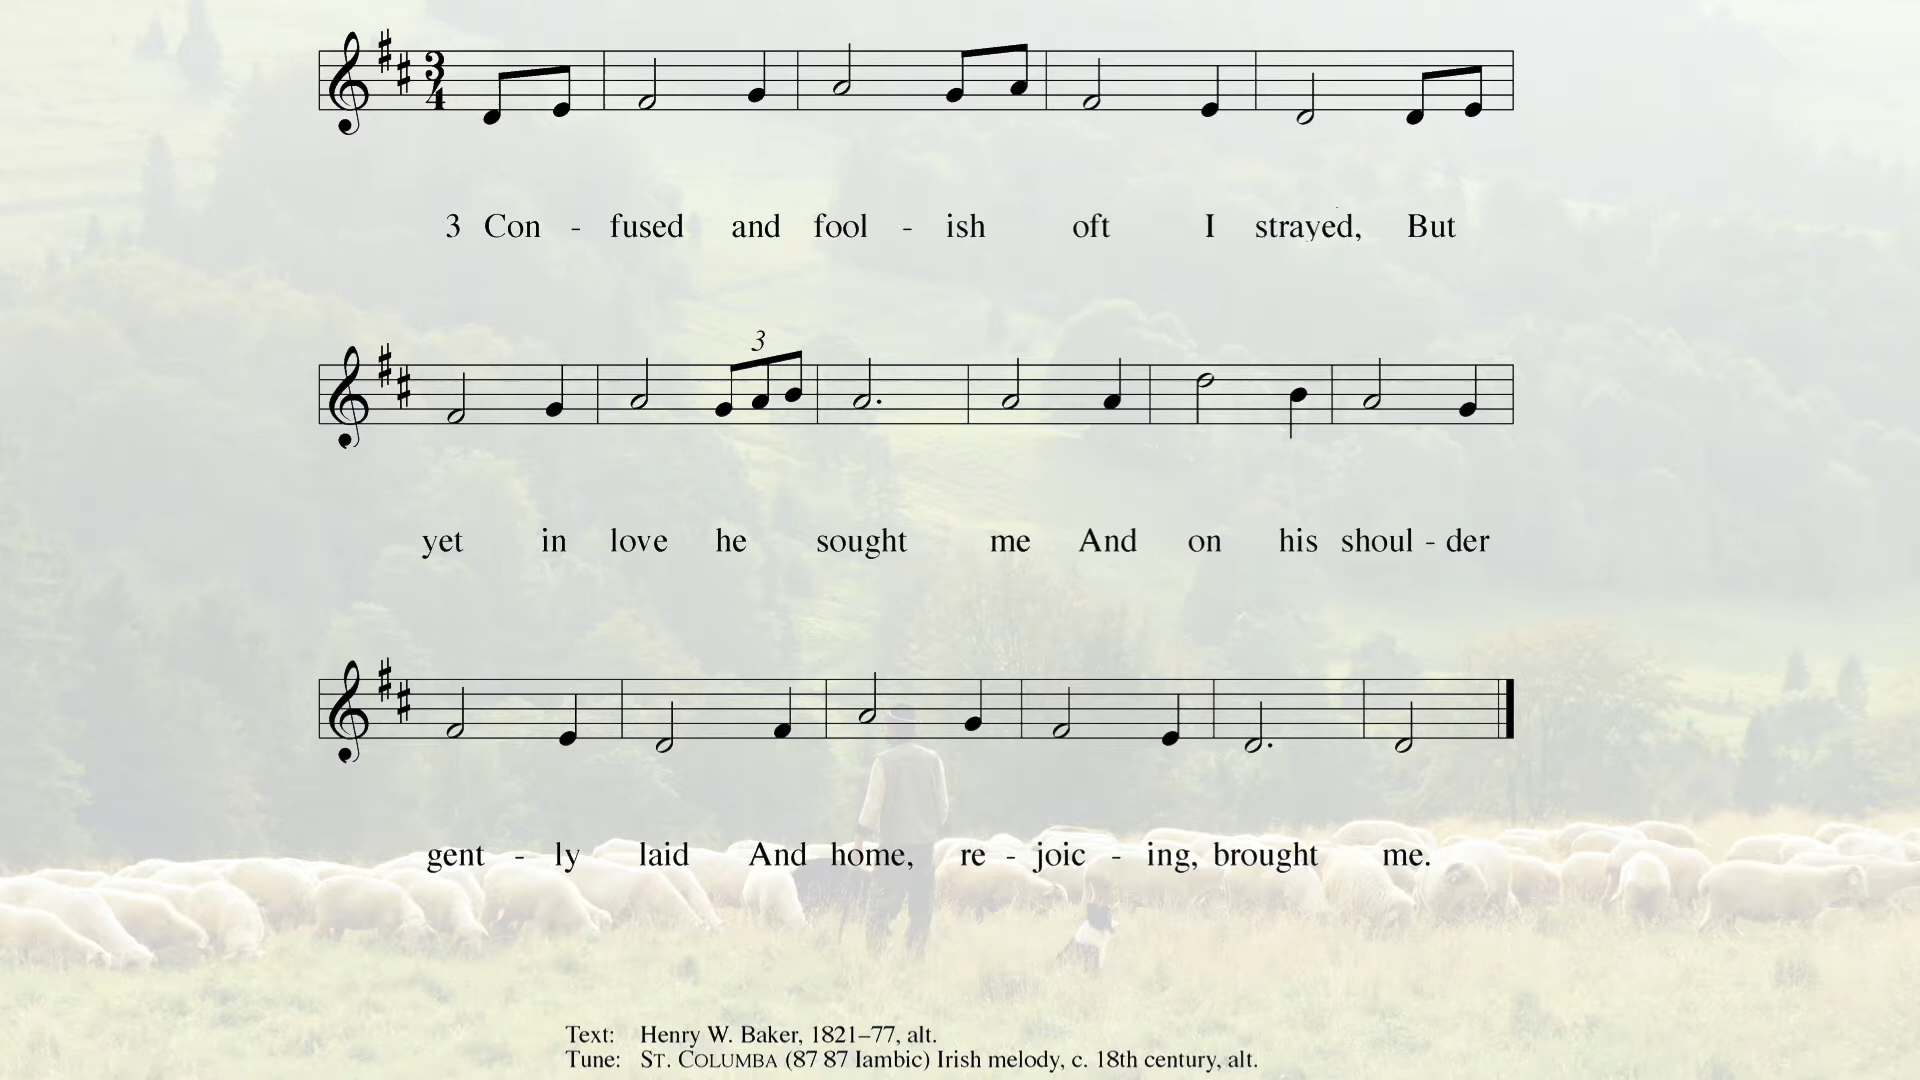 3 Con - fused and fool - ish oft I strayed, But
3
yet in love he sought me And on his shoul - der
gent - ly laid And home, re - joic - ing, brought me.
Text: Henry W. Baker, 1821–77, alt.
Tune: ST. COLUMBA (87 87 Iambic) Irish melody, c. 18th century, alt.